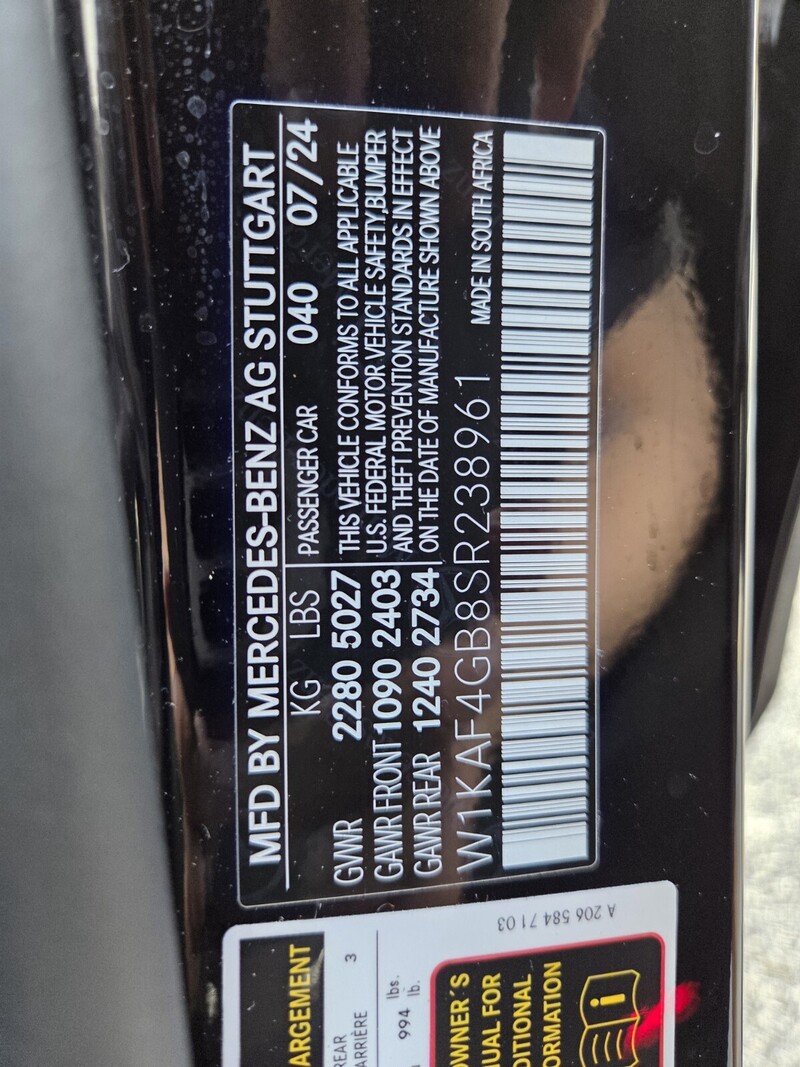 MFD BY MERCEDES-BENZ AG STUTTGART
KG LBS
GVWR 2280 5027
GAWR FRONT 1090 2403
GAWR REAR 1240 2734
PASSENGER CAR 040 07/24
THIS VEHICLE CONFORMS TO ALL APPLICABLE
U.S. FEDERAL MOTOR VEHICLE SAFETY,BUMPER
AND THEFT PREVENTION STANDARDS IN EFFECT
ON THE DATE OF MANUFACTURE SHOWN ABOVE
W1KAF4GB8SR238961 MADE IN SOUTH AFRICA
ARGEMENT
REAR
ARRIÈRE 3
994 lbs.
lb.
OWNER´S
UAL FOR
DITIONAL
ORMATION
A 206 584 71 03